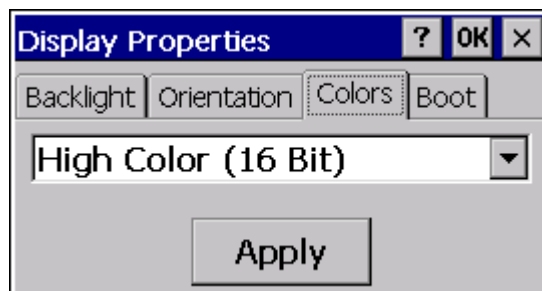 Display Properties ? OK ×
Backlight Orientation Colors Boot
High Color (16 Bit)
Apply